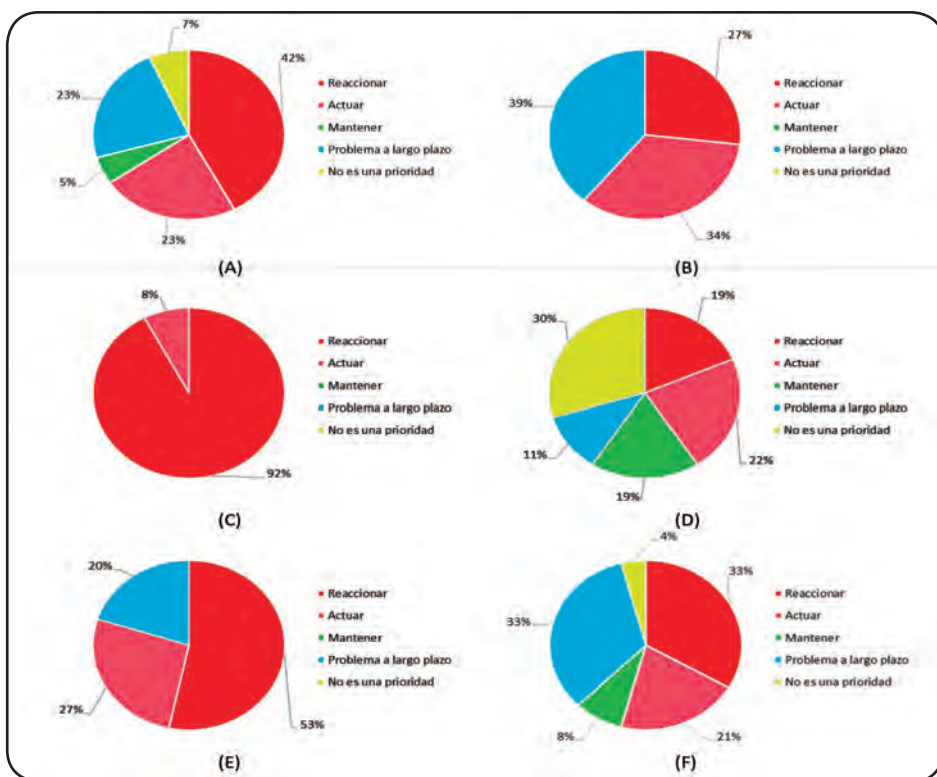 7%
42%
23%
5%
23%
Reaccionar
Actuar
Mantener
Problema a largo plazo
No es una prioridad
(A)
27%
39%
34%
Reaccionar
Actuar
Mantener
Problema a largo plazo
No es una prioridad
(B)
8%
92%
Reaccionar
Actuar
Mantener
Problema a largo plazo
No es una prioridad
(C)
19%
30%
11%
22%
19%
Reaccionar
Actuar
Mantener
Problema a largo plazo
No es una prioridad
(D)
20%
27%
53%
Reaccionar
Actuar
Mantener
Problema a largo plazo
No es una prioridad
(E)
4%
33%
33%
8%
21%
Reaccionar
Actuar
Mantener
Problema a largo plazo
No es una prioridad
(F)